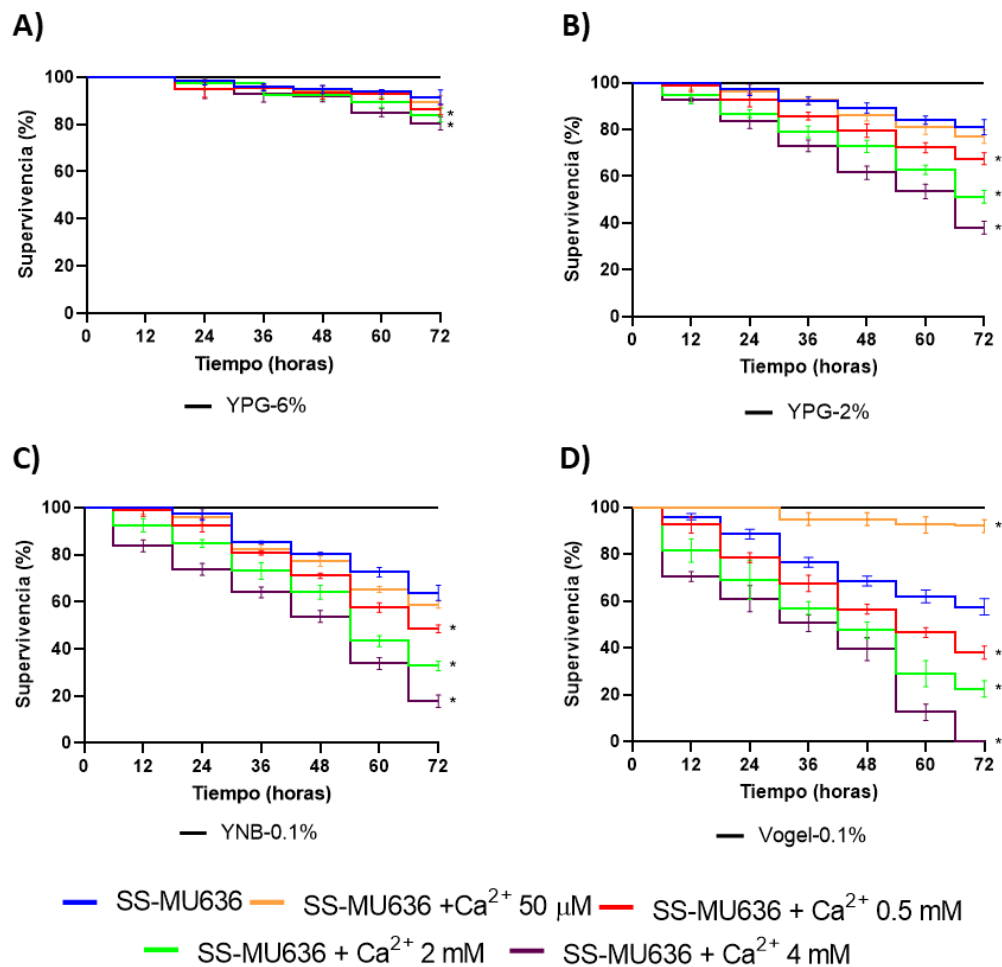 A)
B)
100
80
60
40
20
0
Supervivencia (%)
*
*
0 12 24 36 48 60 72
Tiempo (horas)
YPG-6%
100
80
60
40
20
0
Supervivencia (%)
*
*
*
0 12 24 36 48 60 72
Tiempo (horas)
YPG-2%
C)
D)
100
80
60
40
20
0
Supervivencia (%)
*
*
*
0 12 24 36 48 60 72
Tiempo (horas)
YNB-0.1%
100
80
60
40
20
0
Supervivencia (%)
*
*
*
*
0 12 24 36 48 60 72
Tiempo (horas)
Vogel-0.1%
SS-MU636 SS-MU636 +Ca²⁺ 50 μM SS-MU636 + Ca²⁺ 0.5 mM
SS-MU636 + Ca²⁺ 2 mM SS-MU636 + Ca²⁺ 4 mM